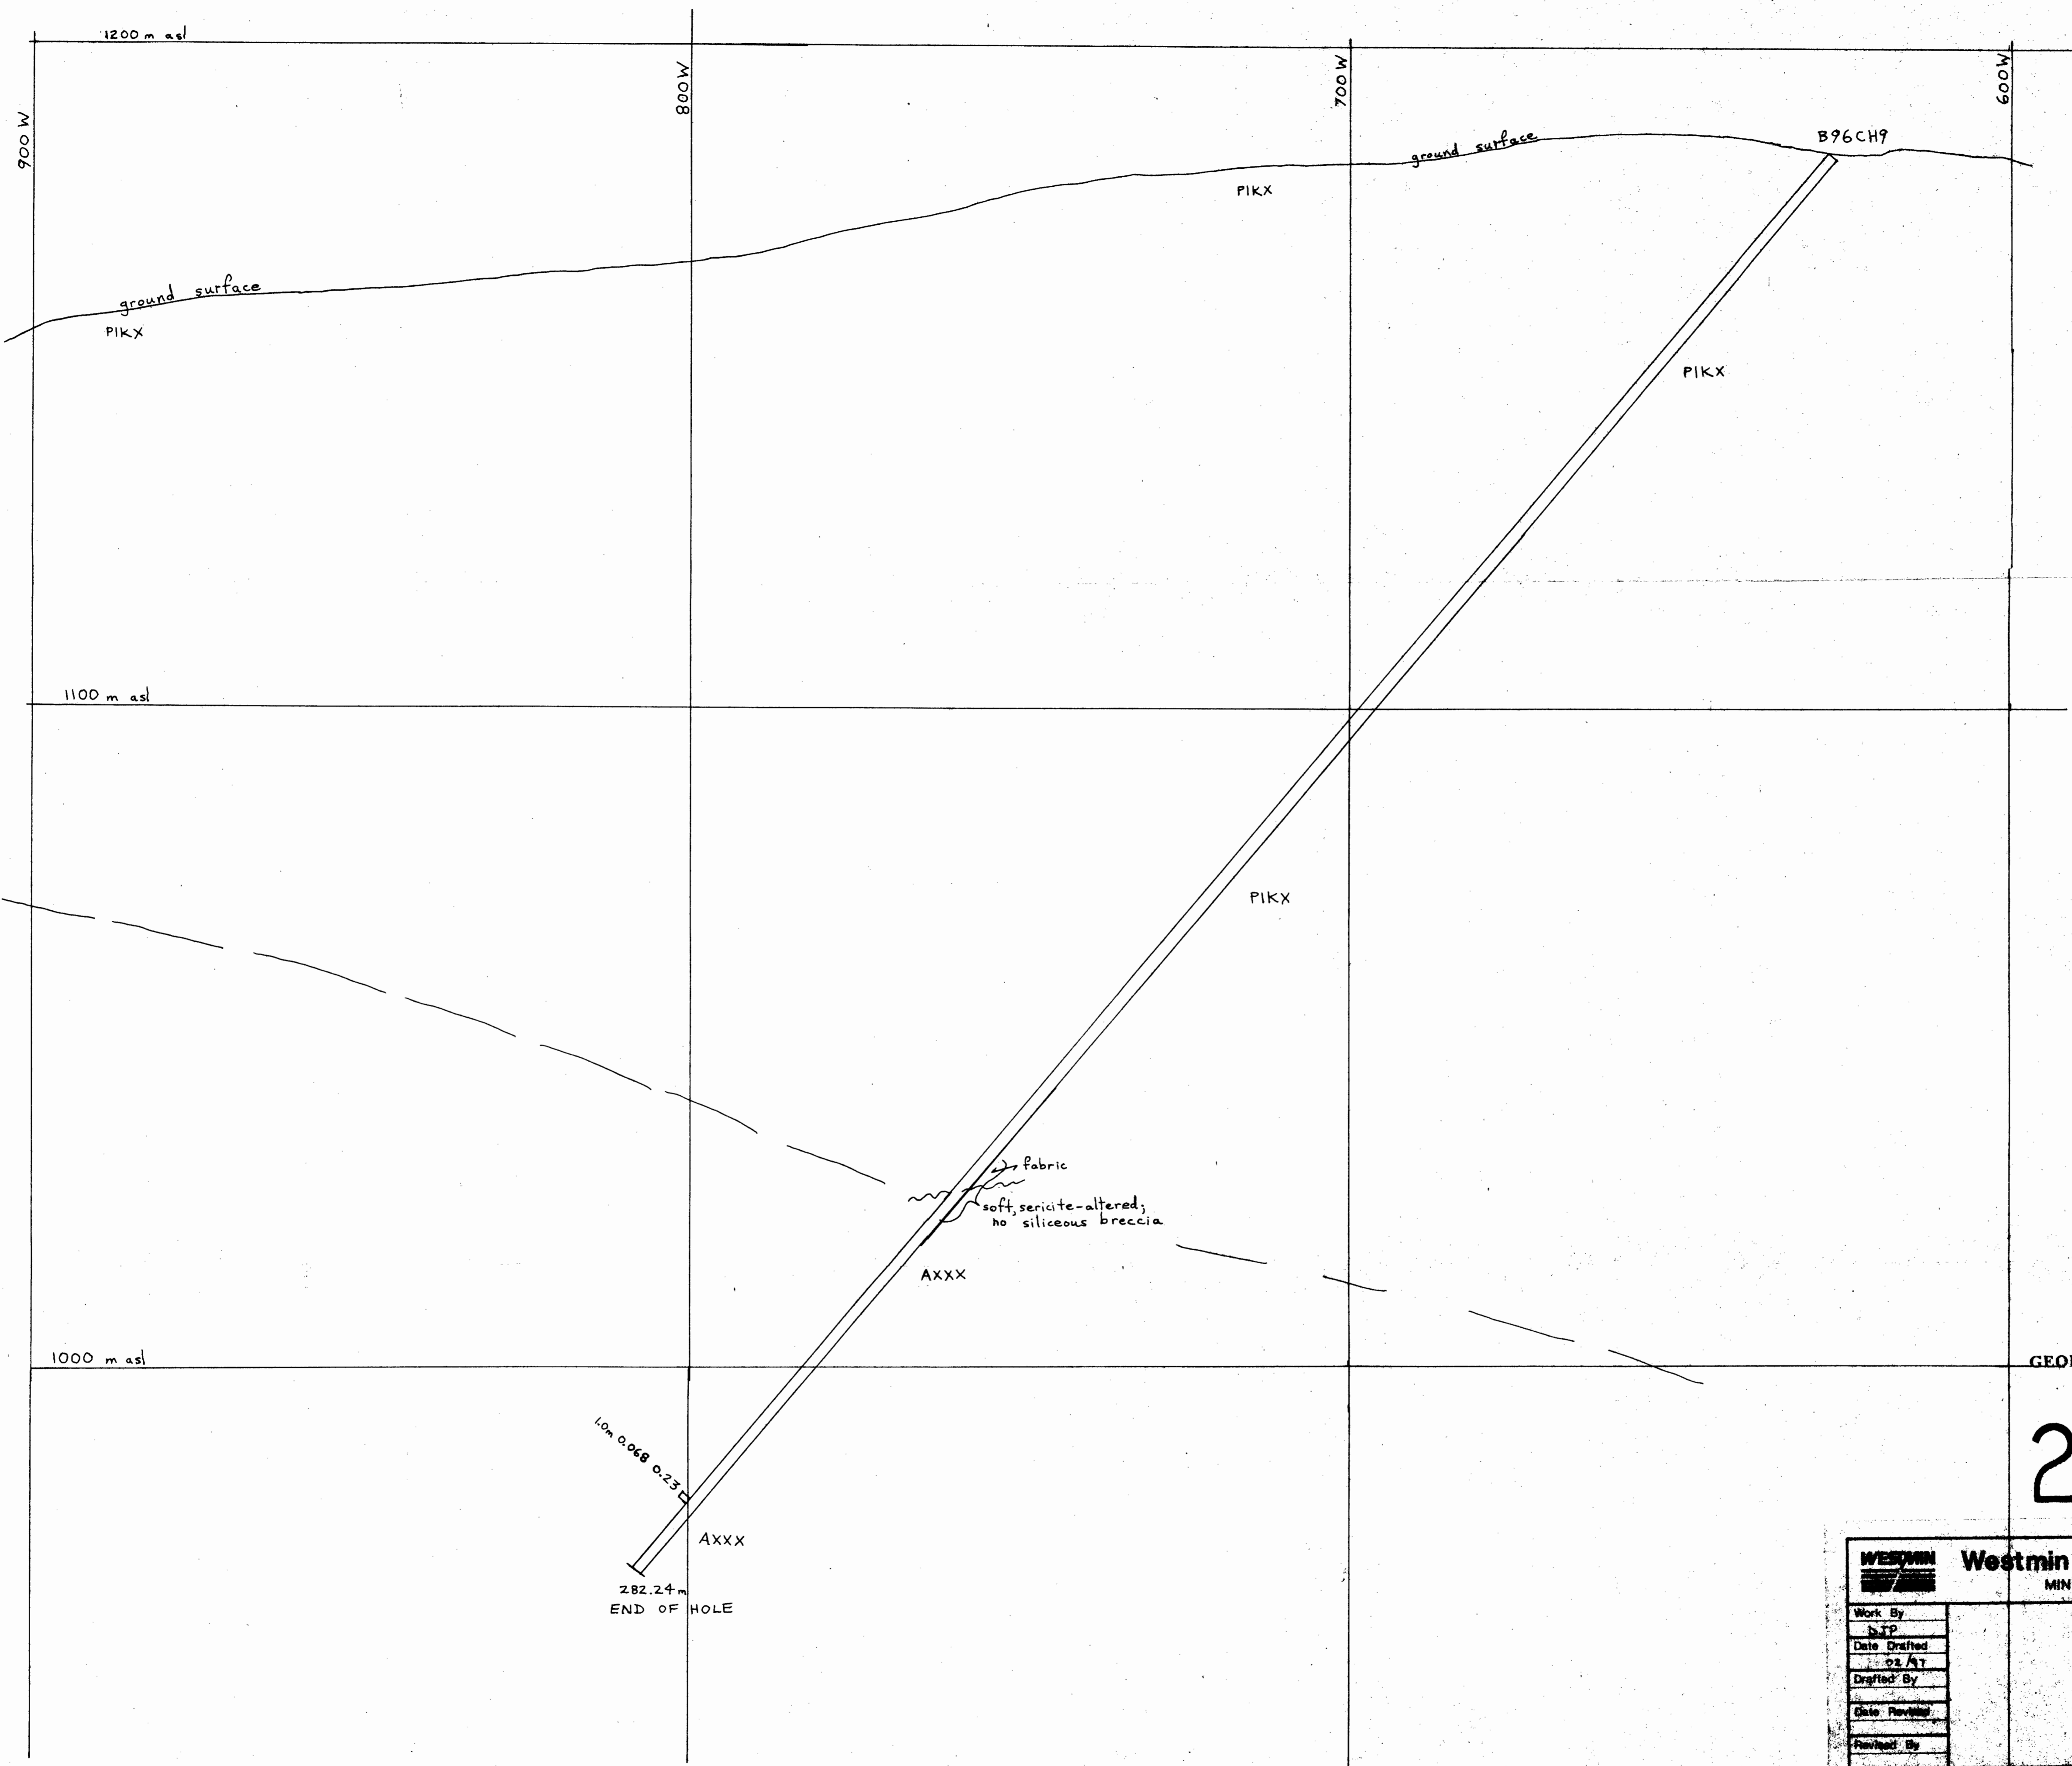 1200 m asl
900 W
800 W
700 W
600 W
B96CH9
ground surface
PIKX
ground surface
PIKX
PIKX
1100 m asl
PIKX
fabric
soft, sericite-altered;
no siliceous breccia
AXXX
1000 m asl
GEO
1.0m 0.068 0.23
2
AXXX
282.24 m
END OF HOLE
WESTMIN
Westmin
MIN
Work By
DJP
Date Drafted
02/97
Drafted By
Date Revised
Revised By